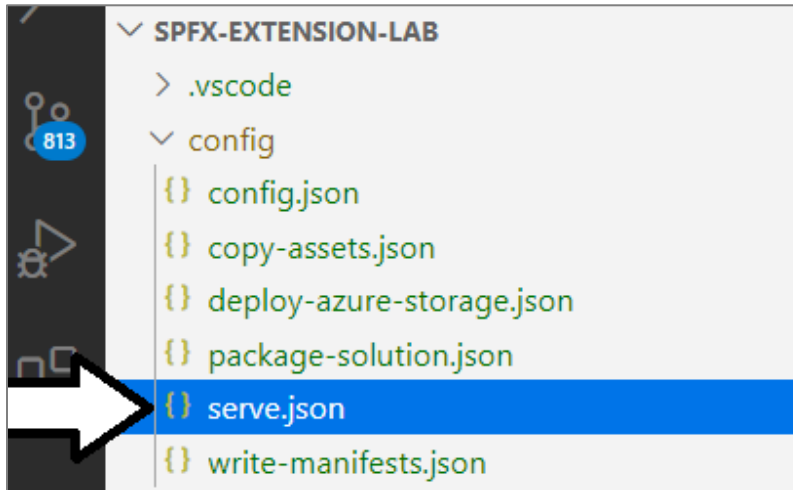 SPFX-EXTENSION-LAB
.vscode
813
config
{} config.json
{} copy-assets.json
{} deploy-azure-storage.json
{} package-solution.json
{} serve.json
{} write-manifests.json